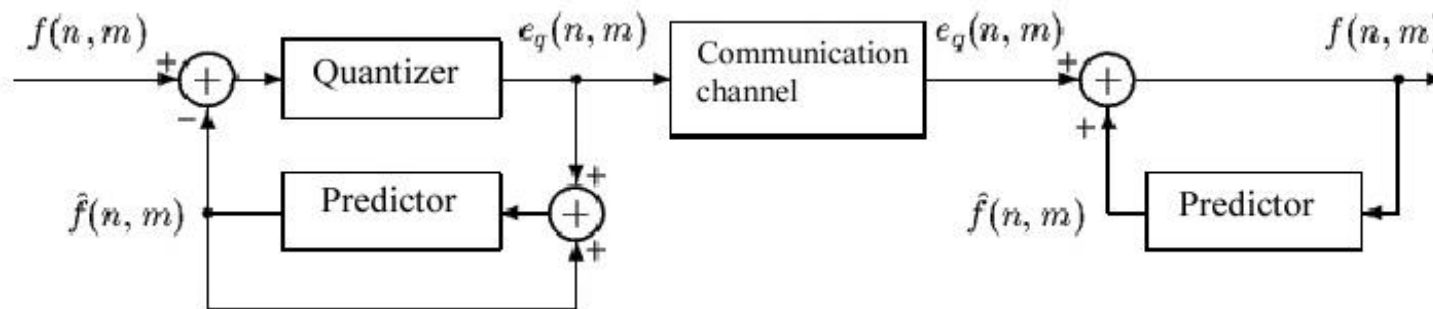 f(n, m)
+
+
−
Quantizer
e_q(n, m)
Communication
channel
e_q(n, m)
+
+
+
f(n, m)
f̂(n, m)
Predictor
+
+
+
f̂(n, m)
Predictor